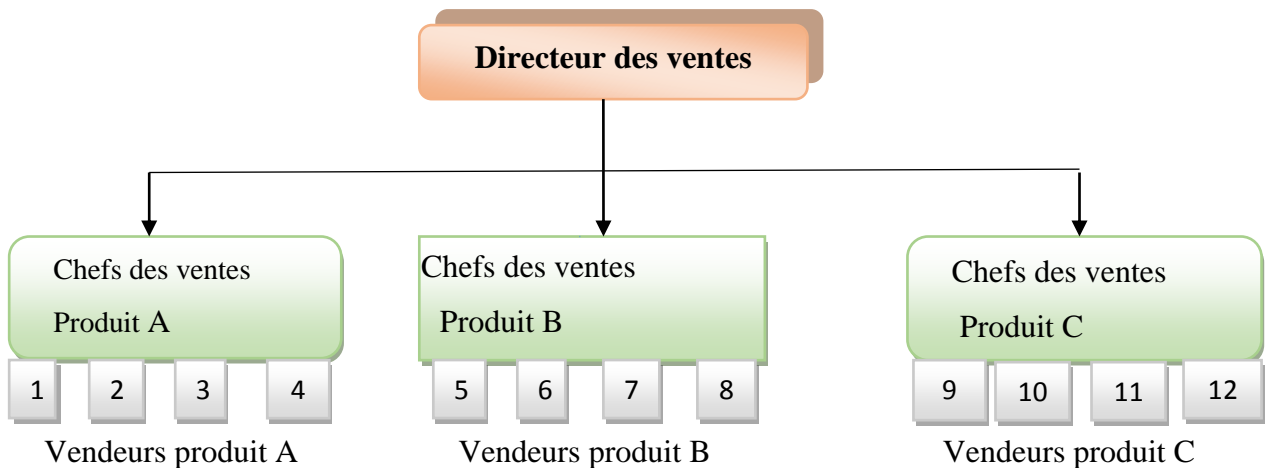 Directeur des ventes
Chefs des ventes
Produit A
Chefs des ventes
Produit B
Chefs des ventes
Produit C
1 2 3 4
5 6 7 8
9 10 11 12
Vendeurs produit A
Vendeurs produit B
Vendeurs produit C